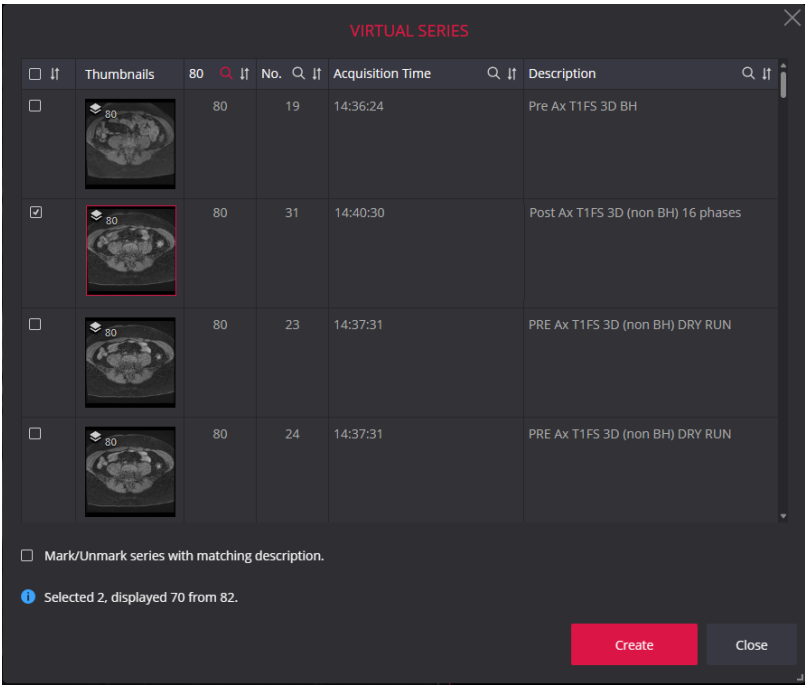 VIRTUAL SERIES
Thumbnails 80 No. Acquisition Time Description
80 80 19 14:36:24 Pre Ax T1FS 3D BH
80 80 31 14:40:30 Post Ax T1FS 3D (non BH) 16 phases
80 80 23 14:37:31 PRE Ax T1FS 3D (non BH) DRY RUN
80 80 24 14:37:31 PRE Ax T1FS 3D (non BH) DRY RUN
Mark/Unmark series with matching description.
Selected 2, displayed 70 from 82.
Create Close